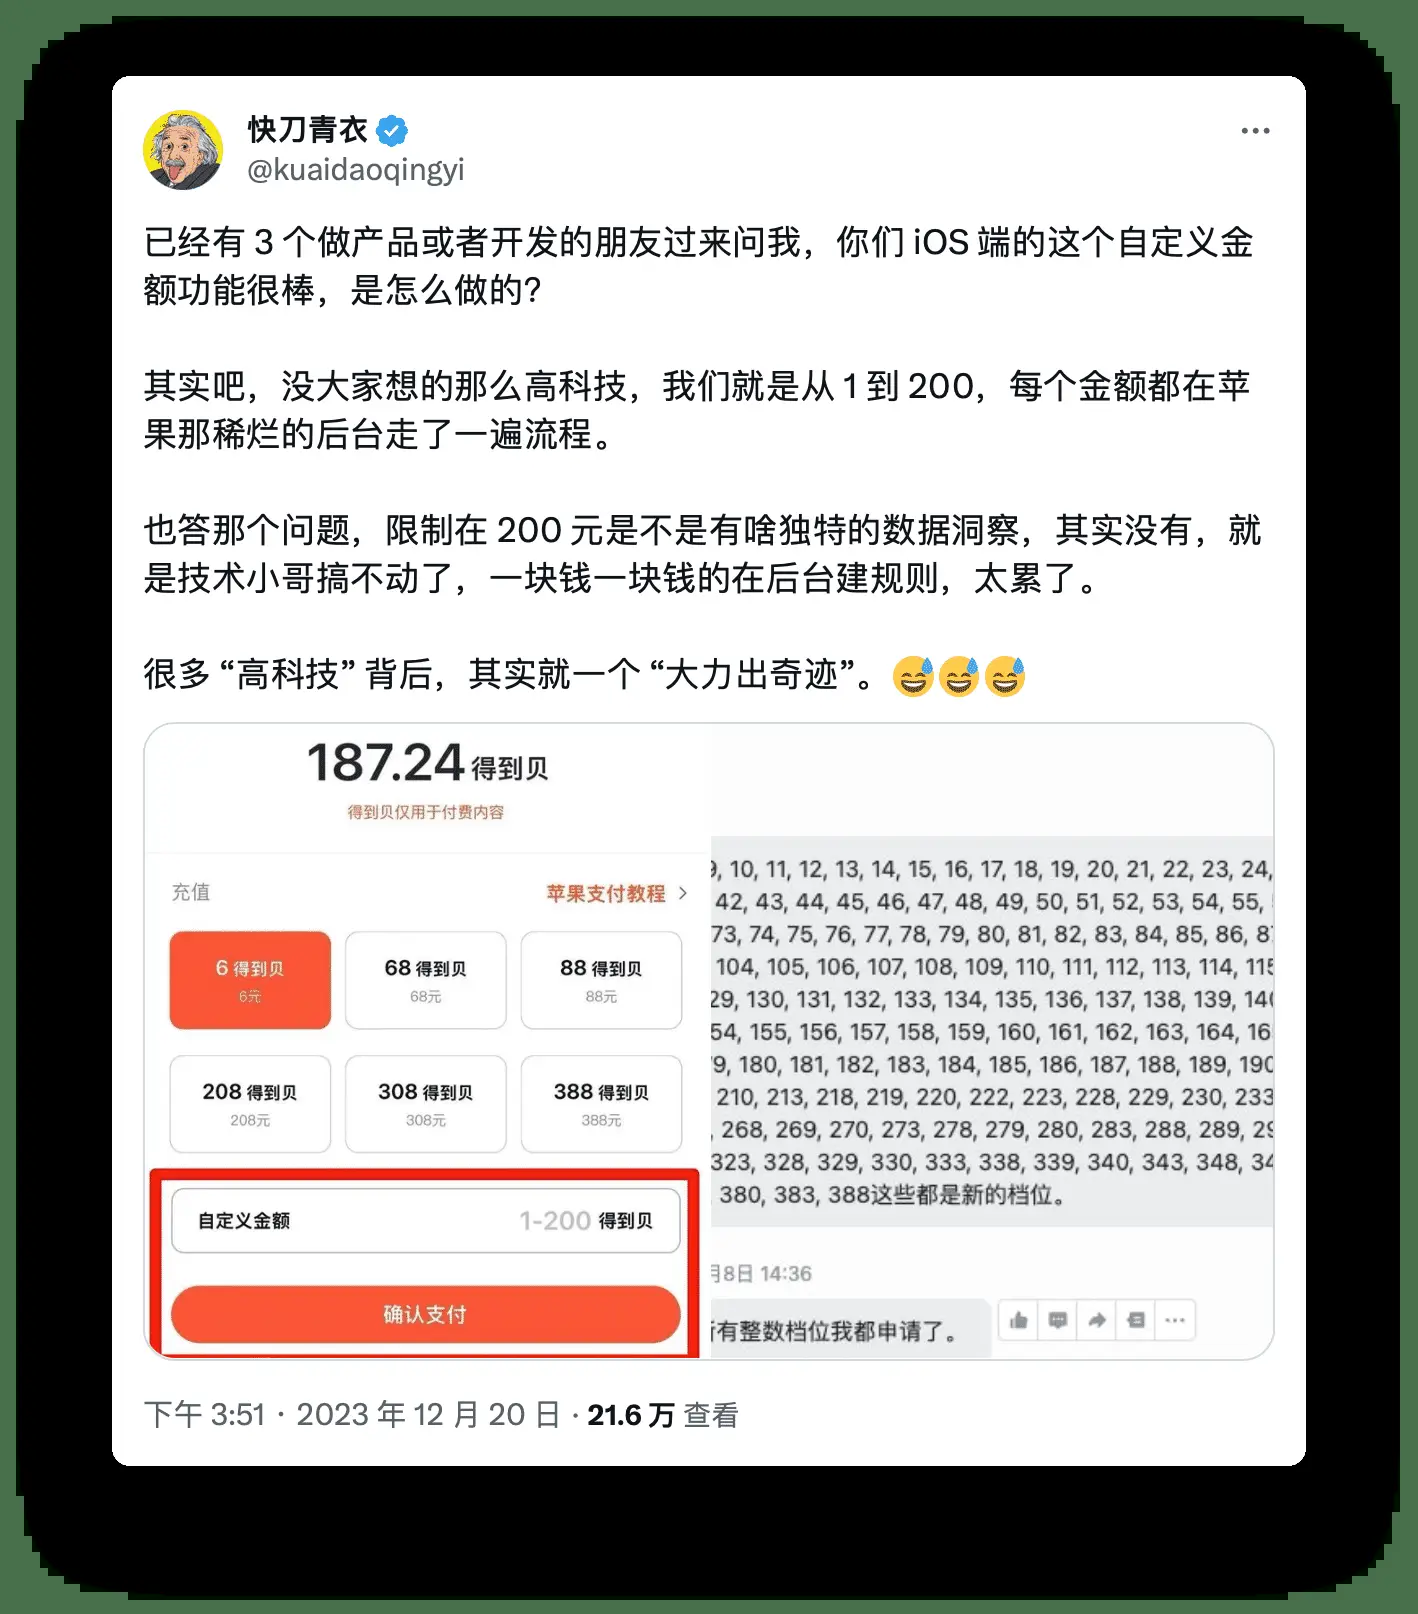 快刀青衣
@kuaidaoqingyi
已经有 3 个做产品或者开发的朋友过来问我，你们 iOS 端的这个自定义金
额功能很棒，是怎么做的？
其实吧，没大家想的那么高科技，我们就是从 1 到 200，每个金额都在苹
果那稀烂的后台走了一遍流程。
也答那个问题，限制在 200 元是不是有啥独特的数据洞察，其实没有，就
是技术小哥搞不动了，一块钱一块钱的在后台建规则，太累了。
很多 “高科技” 背后，其实就一个 “大力出奇迹”。😅😅😅
187.24 得到贝
得到贝仅用于付费内容
充值
苹果支付教程 >
6 得到贝
6元
68 得到贝
68元
88 得到贝
88元
208 得到贝
208元
308 得到贝
308元
388 得到贝
388元
自定义金额
1-200 得到贝
确认支付
, 10, 11, 12, 13, 14, 15, 16, 17, 18, 19, 20, 21, 22, 23, 24,
42, 43, 44, 45, 46, 47, 48, 49, 50, 51, 52, 53, 54, 55,
73, 74, 75, 76, 77, 78, 79, 80, 81, 82, 83, 84, 85, 86,
104, 105, 106, 107, 108, 109, 110, 111, 112, 113, 114, 115
29, 130, 131, 132, 133, 134, 135, 136, 137, 138, 139,
54, 155, 156, 157, 158, 159, 160, 161, 162, 163, 164,
9, 180, 181, 182, 183, 184, 185, 186, 187, 188, 189, 190
210, 213, 218, 219, 220, 222, 223, 228, 229, 230, 233
, 268, 269, 270, 273, 278, 279, 280, 283, 288, 289,
323, 328, 329, 330, 333, 338, 339, 340, 343, 348,
380, 383, 388这些都是新的档位。
月8日 14:36
有整数档位我都申请了。
下午 3:51 · 2023 年 12 月 20 日 · 21.6 万 查看